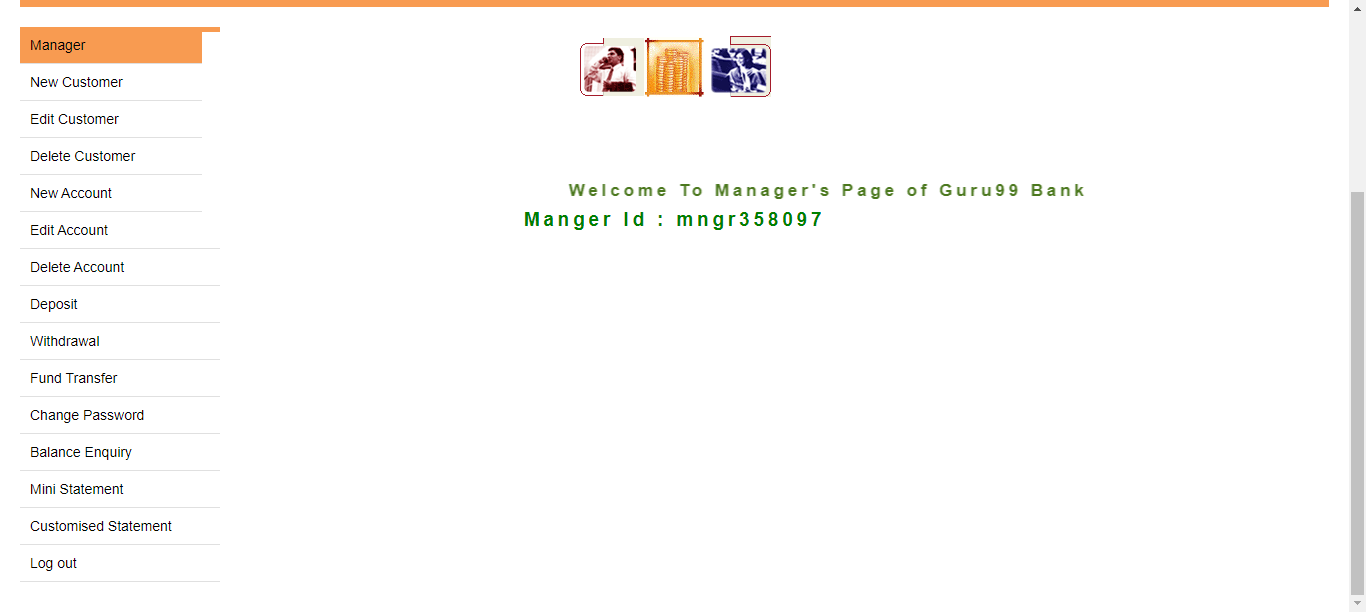 Manager
New Customer
Edit Customer
Delete Customer
New Account
Edit Account
Delete Account
Deposit
Withdrawal
Fund Transfer
Change Password
Balance Enquiry
Mini Statement
Customised Statement
Log out
Welcome To Manager's Page of Guru99 Bank
Manger Id : mngr358097